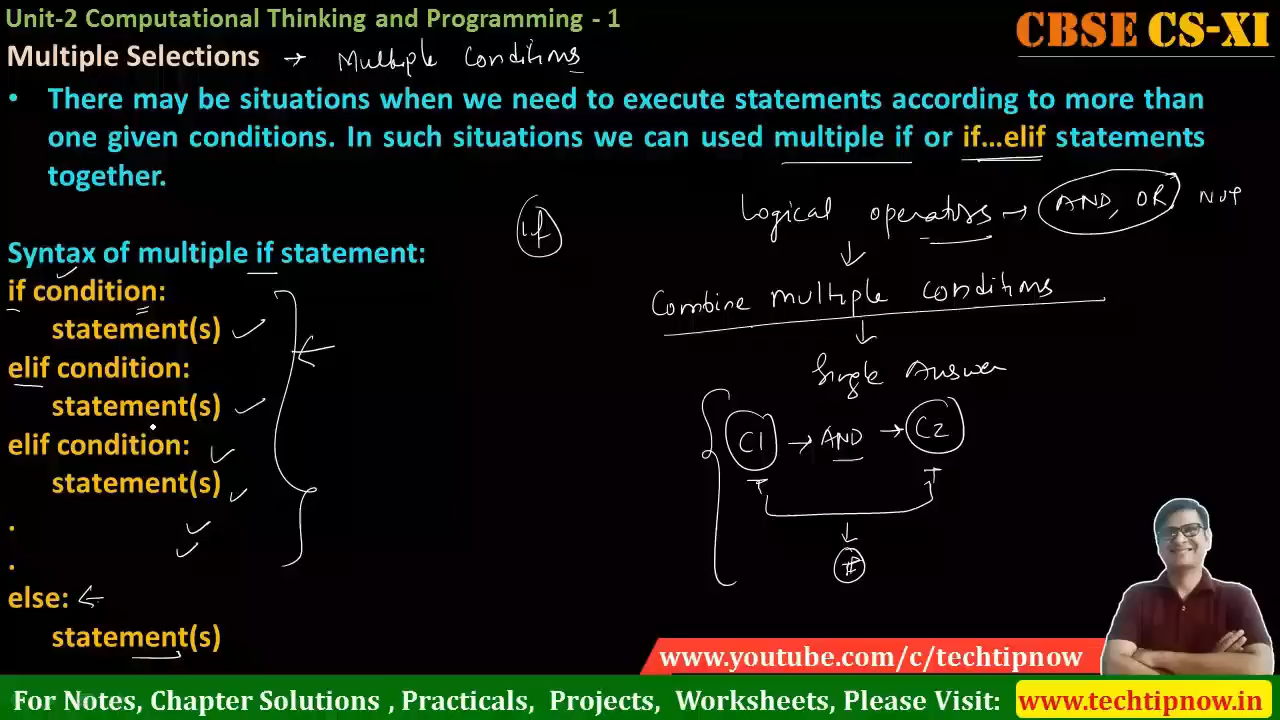 Unit-2 Computational Thinking and Programming - 1
CBSE CS-XI
Multiple Selections → Multiple Conditions
• There may be situations when we need to execute statements according to more than
one given conditions. In such situations we can used multiple if or if...elif statements
together.
Logical operators → AND, OR NOT
if
Syntax of multiple if statement:
if condition:
statement(s)
elif condition:
statement(s)
elif condition:
statement(s)
.
.
else:
statement(s)
Combine multiple conditions
Single Answer
C1 → AND → C2
T T
www.youtube.com/c/techtipnow
For Notes, Chapter Solutions , Practicals, Projects, Worksheets, Please Visit: www.techtipnow.in